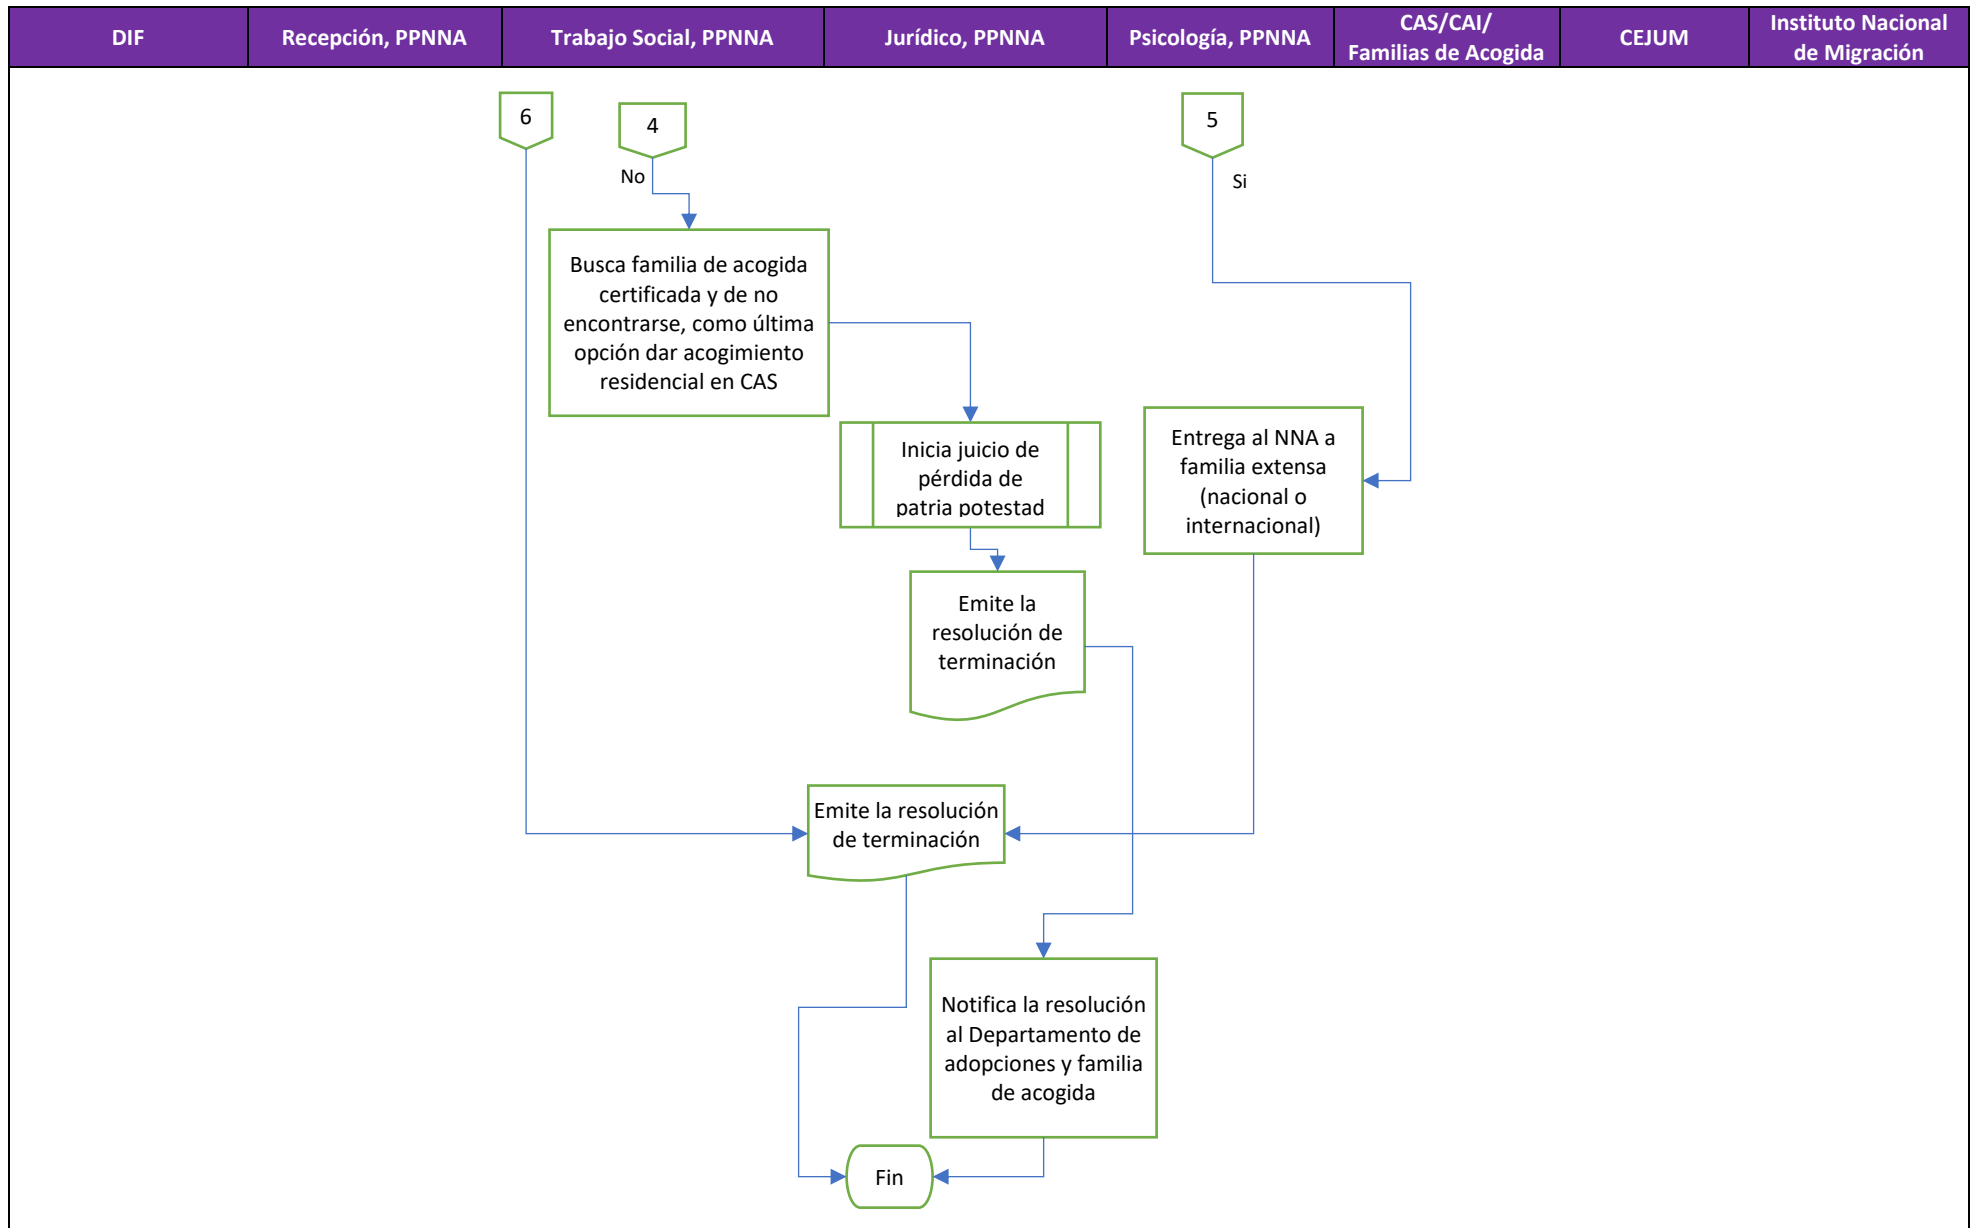 DIF
Recepción, PPNNA
Trabajo Social, PPNNA
Jurídico, PPNNA
Psicología, PPNNA
CAS/CAI/
Familias de Acogida
CEJUM
Instituto Nacional
de Migración
6
4
5
No
Si
Busca familia de acogida
certificada y de no
encontrarse, como última
opción dar acogimiento
residencial en CAS
Inicia juicio de
pérdida de
patria potestad
Entrega al NNA a
familia extensa
(nacional o
internacional)
Emite la
resolución de
terminación
Emite la resolución
de terminación
Notifica la resolución
al Departamento de
adopciones y familia
de acogida
Fin